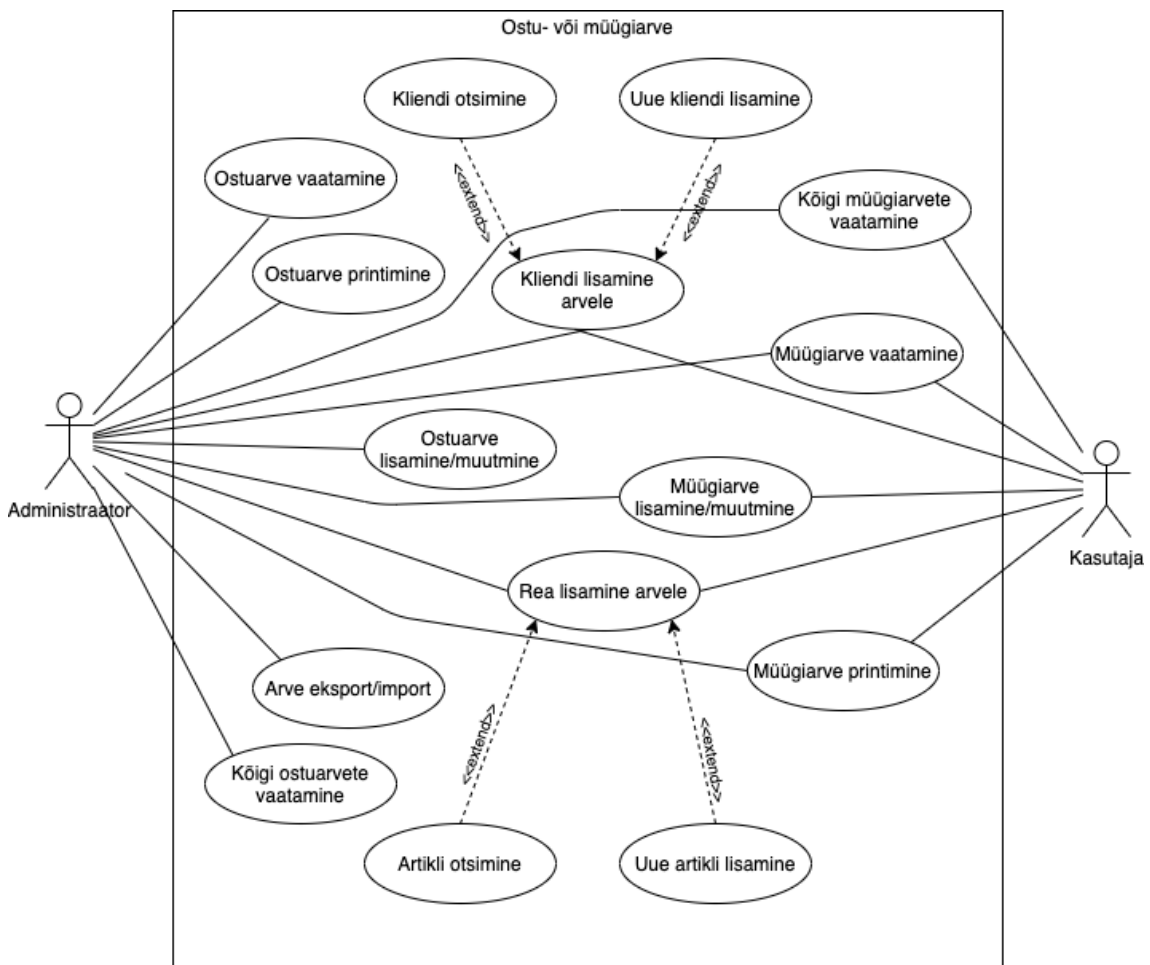 Ostu- või müügiarve
Kliendi otsimine
Uue kliendi lisamine
<<extend>>
<<extend>>
Ostuarve vaatamine
Kõigi müügiarvete
vaatamine
Ostuarve printimine
Kliendi lisamine
arvele
Müügiarve vaatamine
Ostuarve
lisamine/muutmine
Müügiarve
lisamine/muutmine
Administraator
Kasutaja
Rea lisamine arvele
Müügiarve printimine
Arve eksport/import
<<extend>>
<<extend>>
Kõigi ostuarvete
vaatamine
Artikli otsimine
Uue artikli lisamine